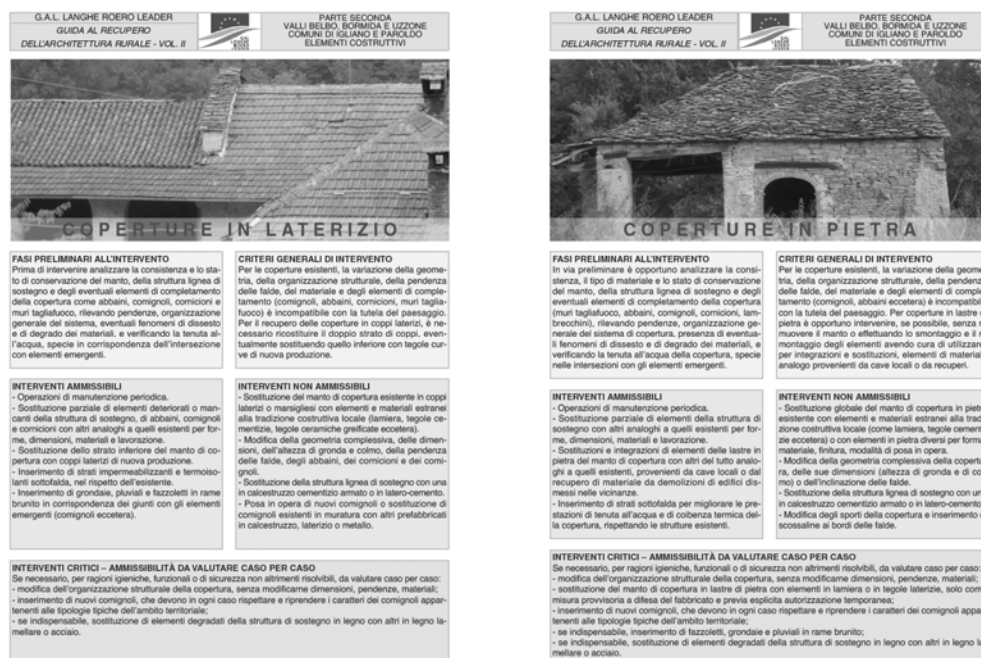 G.A.L. LANGHE ROERO LEADER
GUIDA AL RECUPERO
DELL'ARCHITETTURA RURALE - VOL. II
PARTE SECONDA
VALLI BELBO, BORMIDA E UZZONE
COMUNI DI IGLIANO E PAROLDO
ELEMENTI COSTRUTTIVI
COPERTURE IN LATERIZIO
FASI PRELIMINARI ALL'INTERVENTO
Prima di intervenire analizzare la consistenza e lo sta-
to di conservazione del manto, della struttura lignea di
sostegno e degli eventuali elementi di completamento
della copertura come abbaini, comignoli, cornicioni e
muri tagliafuoco, rilevando pendenze, organizzazione
generale del sistema, eventuali fenomeni di dissesto
e di degrado dei materiali, e verificando la tenuta al-
l'acqua, specie in corrispondenza dell'intersezione
con elementi emergenti.
CRITERI GENERALI DI INTERVENTO
Per le coperture esistenti, la variazione della geome-
tria, della organizzazione strutturale, della pendenza
delle falde, del materiale e degli elementi di comple-
tamento (comignoli, abbaini, cornicioni, muri taglia-
fuoco) è incompatibile con la tutela del paesaggio.
Per il recupero delle coperture in coppi laterizi, è ne-
cessario ricostituire il doppio strato di coppi, even-
tualmente sostituendo quello inferiore con tegole cur-
ve di nuova produzione.
INTERVENTI AMMISSIBILI
- Operazioni di manutenzione periodica.
- Sostituzione parziale di elementi deteriorati o man-
canti della struttura di sostegno, di abbaini, comignoli
e cornicioni con altri analoghi a quelli esistenti per for-
me, dimensioni, materiali e lavorazione.
- Sostituzione dello strato inferiore del manto di co-
pertura con coppi laterizi di nuova produzione.
- Inserimento di strati impermeabilizzanti e termoiso-
lanti sottofalda, nel rispetto dell'esistente.
- Inserimento di grondaie, pluviali e fazzoletti in rame
brunito in corrispondenza dei giunti con gli elementi
emergenti (comignoli eccetera).
INTERVENTI NON AMMISSIBILI
- Sostituzione del manto di copertura esistente in coppi
laterizi o marsigliesi con elementi e materiali estranei
alla tradizione costruttiva locale (lamiera, tegole ce-
mentizie, tegole ceramiche greificate eccetera).
- Modifica della geometria complessiva, delle dimen-
sioni, dell'altezza di gronda e colmo, della pendenza
delle falde, degli abbaini, dei cornicioni e dei comi-
gnoli.
- Sostituzione della struttura lignea di sostegno con una
in calcestruzzo cementizio armato o in latero-cemento.
- Posa in opera di nuovi comignoli o sostituzione di
comignoli esistenti in muratura con altri prefabbricati
in calcestruzzo, laterizio o metallo.
INTERVENTI CRITICI – AMMISSIBILITÀ DA VALUTARE CASO PER CASO
Se necessario, per ragioni igieniche, funzionali o di sicurezza non altrimenti risolvibili, da valutare caso per caso:
- modifica dell'organizzazione strutturale della copertura, senza modificarne dimensioni, pendenze, materiali;
- inserimento di nuovi comignoli, che devono in ogni caso rispettare e riprendere i caratteri dei comignoli appar-
tenenti alle tipologie tipiche dell'ambito territoriale;
- se indispensabile, sostituzione di elementi degradati della struttura di sostegno in legno con altri in legno la-
mellare o acciaio.
G.A.L. LANGHE ROERO LEADER
GUIDA AL RECUPERO
DELL'ARCHITETTURA RURALE - VOL. II
PARTE SECONDA
VALLI BELBO, BORMIDA E UZZONE
COMUNI DI IGLIANO E PAROLDO
ELEMENTI COSTRUTTIVI
COPERTURE IN PIETRA
FASI PRELIMINARI ALL'INTERVENTO
In via preliminare è opportuno analizzare la consi-
stenza, il tipo di materiale e lo stato di conservazione
del manto, della struttura lignea di sostegno e degli
eventuali elementi di completamento della copertura
(muri tagliafuoco, abbaini, comignoli, cornicioni, lam-
brecchini), rilevando pendenze, organizzazione ge-
nerale del sistema di copertura, presenza di eventua-
li fenomeni di dissesto e di degrado dei materiali, e
verificando la tenuta all'acqua della copertura, specie
nelle intersezioni con gli elementi emergenti.
CRITERI GENERALI DI INTERVENTO
Per le coperture esistenti, la variazione della geome
tria, della organizzazione strutturale, della pendenz
delle falde, del materiale e degli elementi di comple
tamento (comignoli, abbaini eccetera) è incompatibil
con la tutela del paesaggio. Per coperture in lastre
pietra è opportuno intervenire, se possibile, senza r
muovere il manto o effettuando lo smontaggio e il r
montaggio degli elementi avendo cura di utilizzare
per integrazioni e sostituzioni, elementi di material
analogo provenienti da cave locali o da recuperi.
INTERVENTI AMMISSIBILI
- Operazioni di manutenzione periodica.
- Sostituzione parziale di elementi della struttura di
sostegno con altri analoghi a quelli esistenti, per for-
me, dimensioni, materiali e lavorazione.
- Sostituzioni e integrazioni di elementi delle lastre in
pietra del manto di copertura con altri del tutto analo-
ghi a quelli esistenti, provenienti da cave locali o dal
recupero di materiale da demolizioni di edifici dis-
messi nelle vicinanze.
- Inserimento di strati sottofalda per migliorare le pre-
stazioni di tenuta all'acqua e di coibenza termica del-
la copertura, rispettando le strutture esistenti.
INTERVENTI NON AMMISSIBILI
- Sostituzione globale del manto di copertura in pietr
esistente con elementi e materiali estranei alla trad
zione costruttiva locale (come lamiera, tegole cement
zie eccetera) o con elementi in pietra diversi per forma
materiale, finitura, modalità di posa in opera.
- Modifica della geometria complessiva della copertu
ra, delle sue dimensioni (altezza di gronda e di co
mo) o dell'inclinazione delle falde.
- Sostituzione della struttura lignea di sostegno con un
in calcestruzzo cementizio armato o in latero-cemento
- Modifica degli sporti della copertura e inserimento
scossaline ai bordi delle falde.
INTERVENTI CRITICI – AMMISSIBILITÀ DA VALUTARE CASO PER CASO
Se necessario, per ragioni igieniche, funzionali o di sicurezza non altrimenti risolvibili, da valutare caso per caso:
- modifica dell'organizzazione strutturale della copertura, senza modificarne dimensioni, pendenze, materiali;
- sostituzione del manto di copertura in lastre di pietra con elementi in lamiera o in tegole laterizie, solo com
misura provvisoria a difesa del fabbricato e previa esplicita autorizzazione temporanea;
- inserimento di nuovi comignoli, che devono in ogni caso rispettare e riprendere i caratteri dei comignoli appa
tenenti alle tipologie tipiche dell'ambito territoriale;
- se indispensabile, inserimento di fazzoletti, grondaie e pluviali in rame brunito;
- se indispensabile, sostituzione di elementi degradati della struttura di sostegno in legno con altri in legno la
mellare o acciaio.